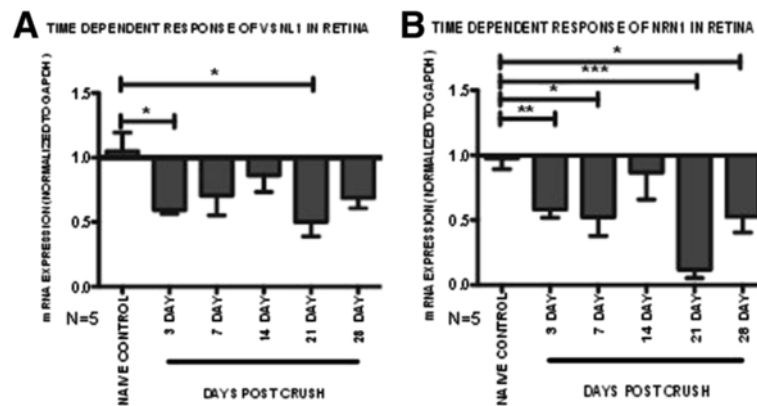 A TIME DEPENDENT RESPONSE OF VSNL1 IN RETINA
mRNA EXPRESSION (NORMALIZED TO GAPDH)
1.5
1.0
0.5
0.0
*
*
N=5
NAIVE CONTROL
3 DAY
7 DAY
14 DAY
21 DAY
28 DAY
DAYS POST CRUSH
B TIME DEPENDENT RESPONSE OF NRN1 IN RETINA
mRNA EXPRESSION (NORMALIZED TO GAPDH)
1.5
1.0
0.5
0.0
*
***
*
**
N=5
NAIVE CONTROL
3 DAY
7 DAY
14 DAY
21 DAY
28 DAY
DAYS POST CRUSH